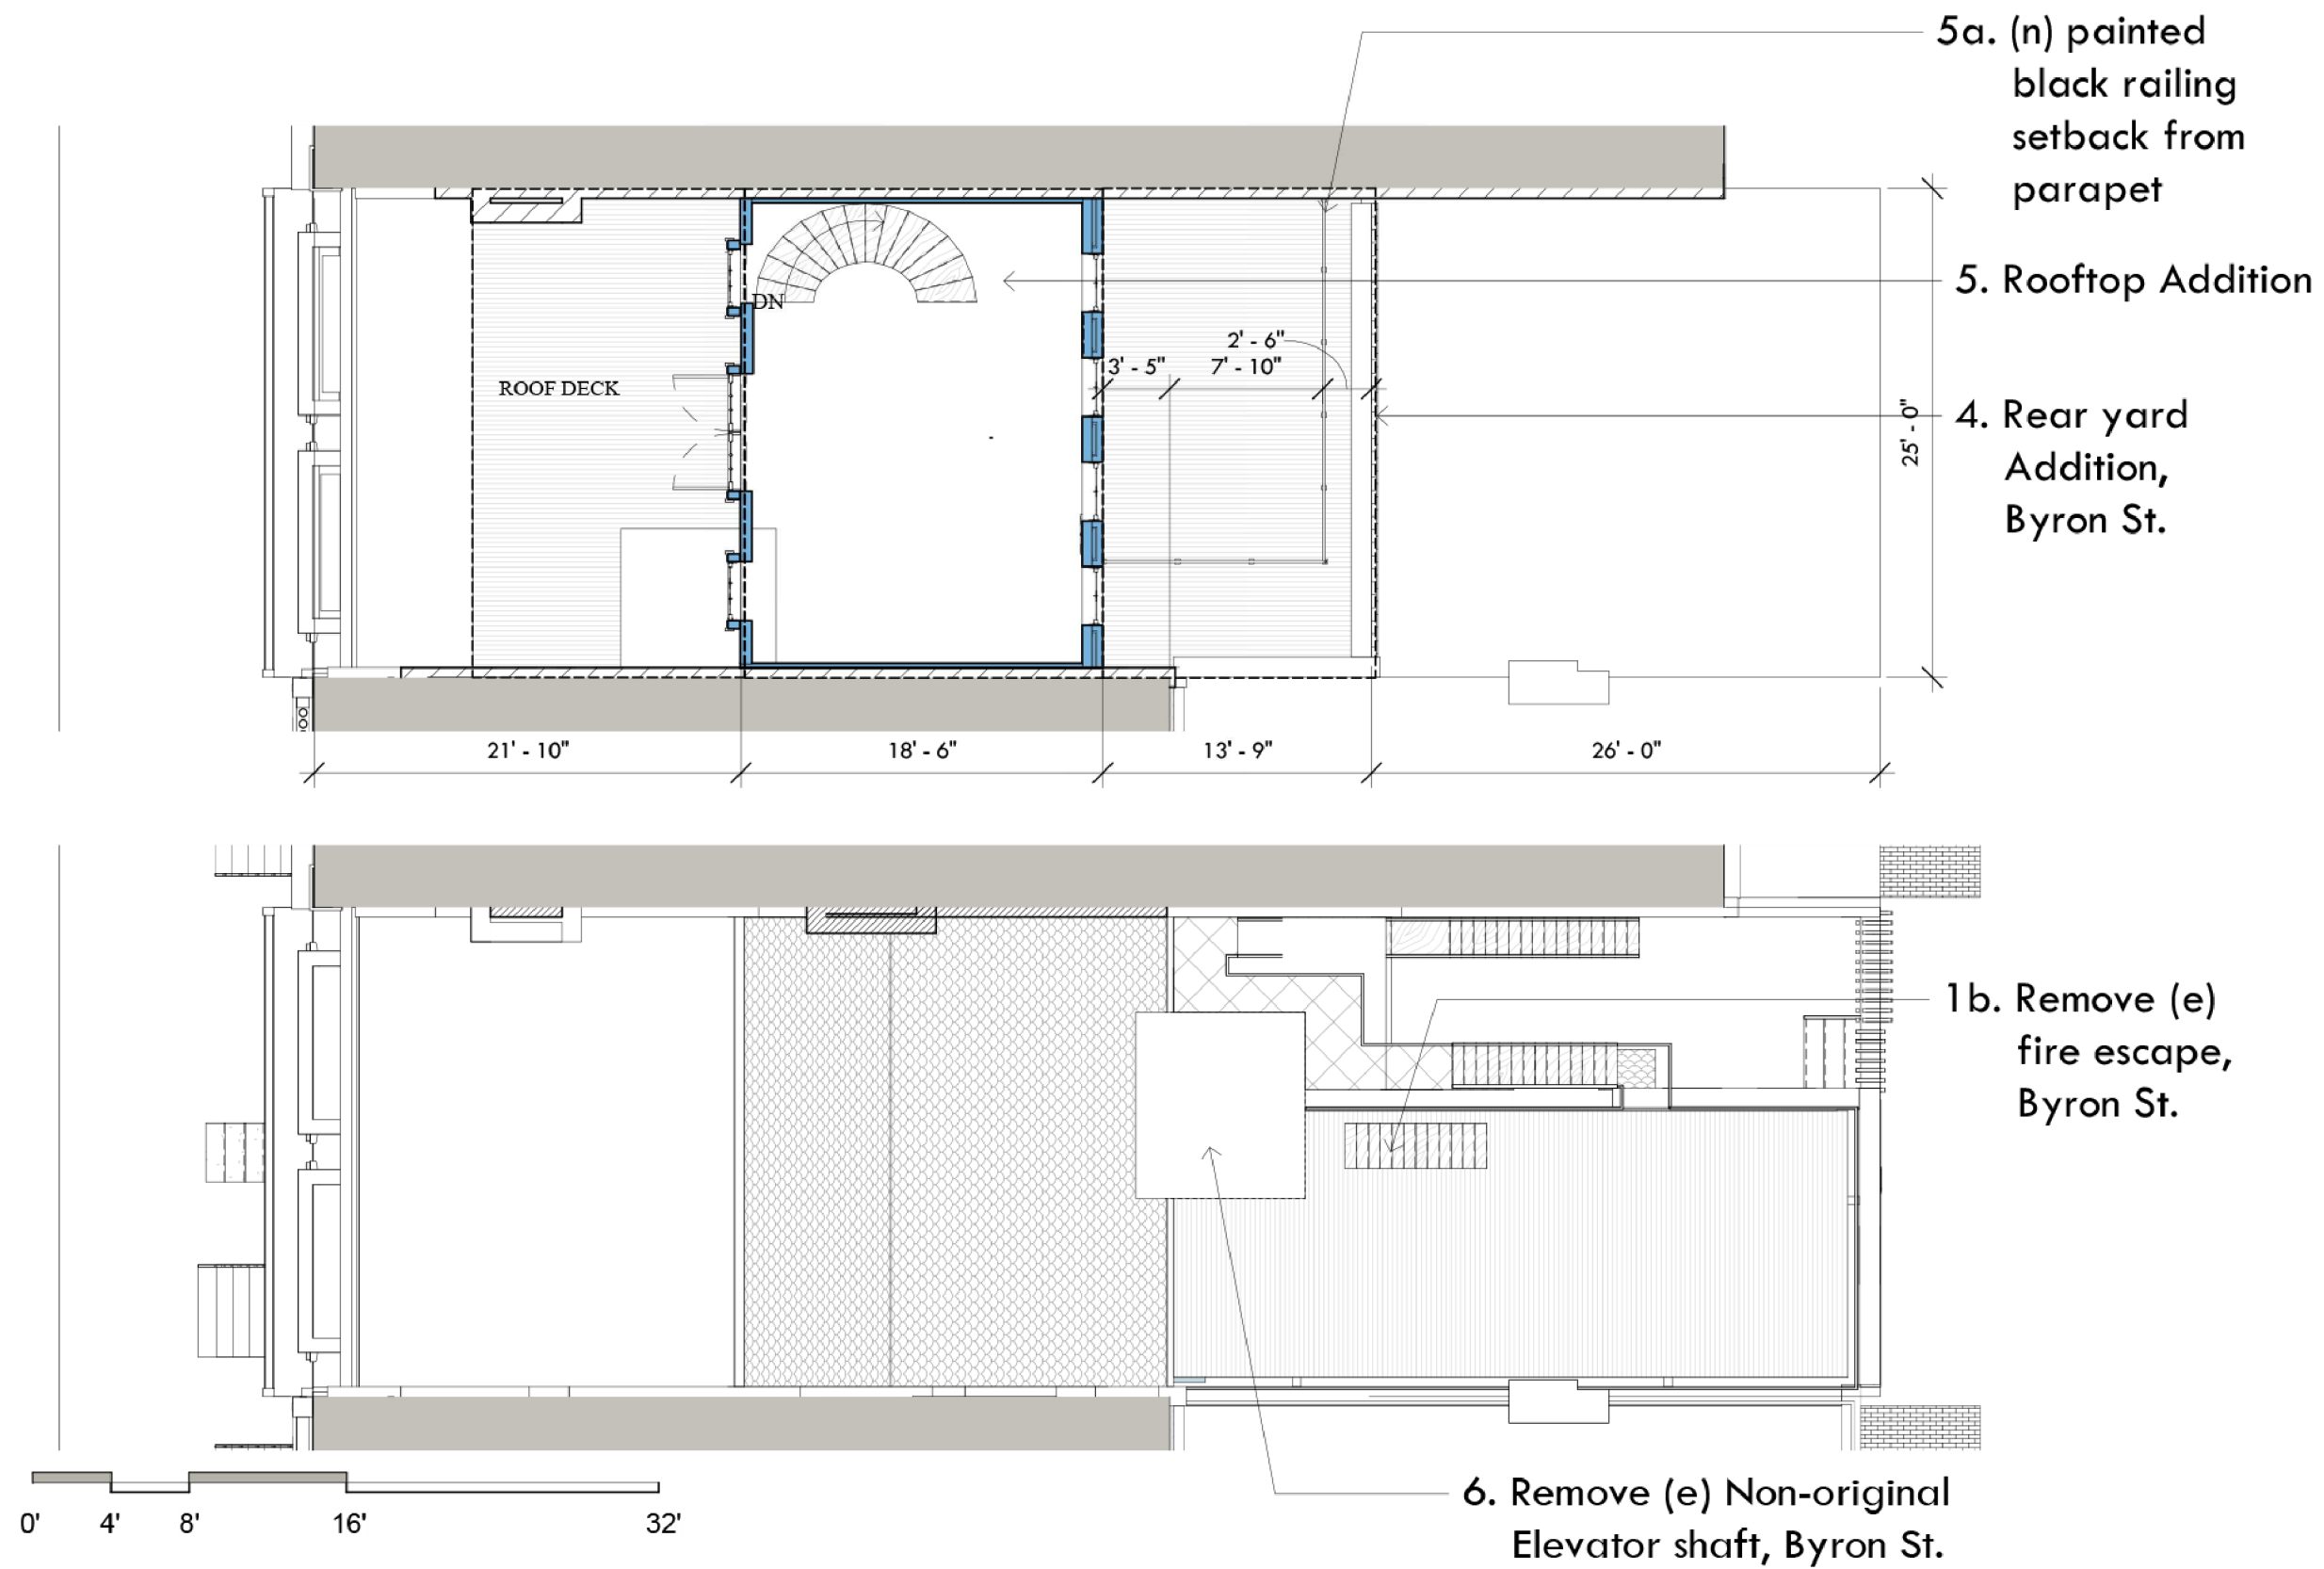 5a. (n) painted
black railing
setback from
parapet
5. Rooftop Addition
DN
2' - 6"
3' - 5"
7' - 10"
ROOF DECK
25' - 0"
4. Rear yard
Addition,
Byron St.
21' - 10"
18' - 6"
13' - 9"
26' - 0"
1b. Remove (e)
fire escape,
Byron St.
6. Remove (e) Non-original
Elevator shaft, Byron St.
0'
4'
8'
16'
32'